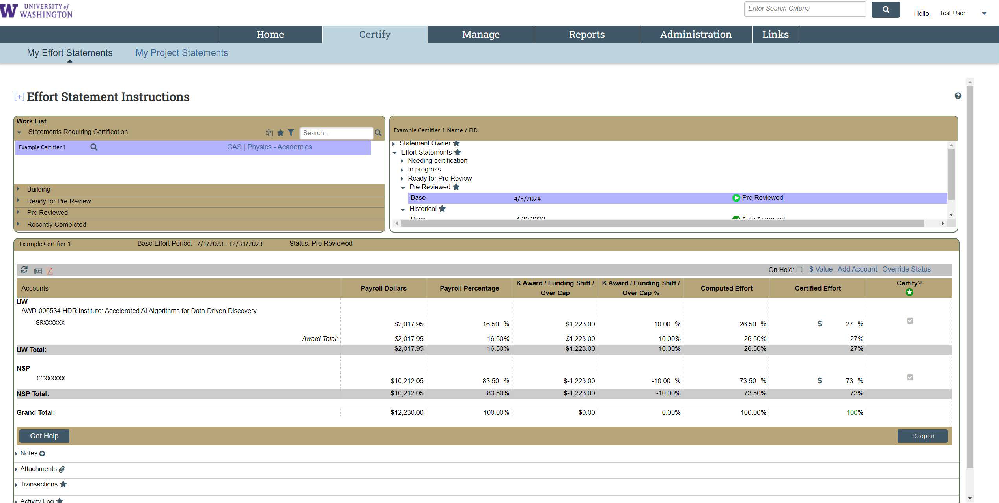 UNIVERSITY of
WASHINGTON
Enter Search Criteria
Hello, Test User
Home Certify Manage Reports Administration Links
My Effort Statements My Project Statements
[+] Effort Statement Instructions
Work List
Statements Requiring Certification Search...
Example Certifier 1 CAS | Physics - Academics
Building
Ready for Pre Review
Pre Reviewed
Recently Completed
Example Certifier 1 Name / EID
Statement Owner
Effort Statements
Needing certification
In progress
Ready for Pre Review
Pre Reviewed
Base 4/5/2024 Pre Reviewed
Historical
Base 4/30/2023 Auto Approved
Example Certifier 1 Base Effort Period: 7/1/2023 - 12/31/2023 Status: Pre Reviewed
On Hold: $ Value Add Account Override Status
Accounts Payroll Dollars Payroll Percentage K Award / Funding Shift / Over Cap K Award / Funding Shift / Over Cap % Computed Effort Certified Effort Certify?
UW
AWD-006534 HDR Institute: Accelerated AI Algorithms for Data-Driven Discovery
GRXXXXXX $2,017.95 16.50 % $1,223.00 10.00 % 26.50 % $ 27 %
Award Total: $2,017.95 16.50% $1,223.00 10.00% 26.50% 27%
UW Total: $2,017.95 16.50% $1,223.00 10.00% 26.50% 27%
NSP
CCXXXXXX $10,212.05 83.50 % $-1,223.00 -10.00 % 73.50 % $ 73 %
NSP Total: $10,212.05 83.50% $-1,223.00 -10.00% 73.50% 73%
Grand Total: $12,230.00 100.00% $0.00 0.00% 100.00% 100%
Get Help Reopen
Notes
Attachments
Transactions
Activity Log